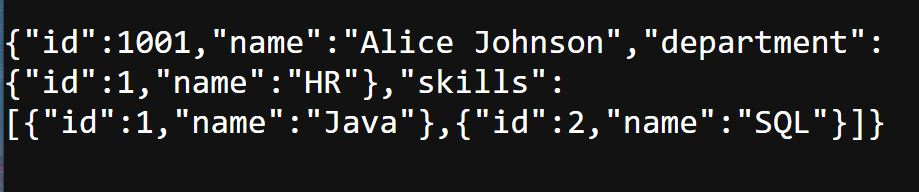 {"id":1001,"name":"Alice Johnson","department":
{"id":1,"name":"HR"},"skills":
[{"id":1,"name":"Java"},{"id":2,"name":"SQL"}]}